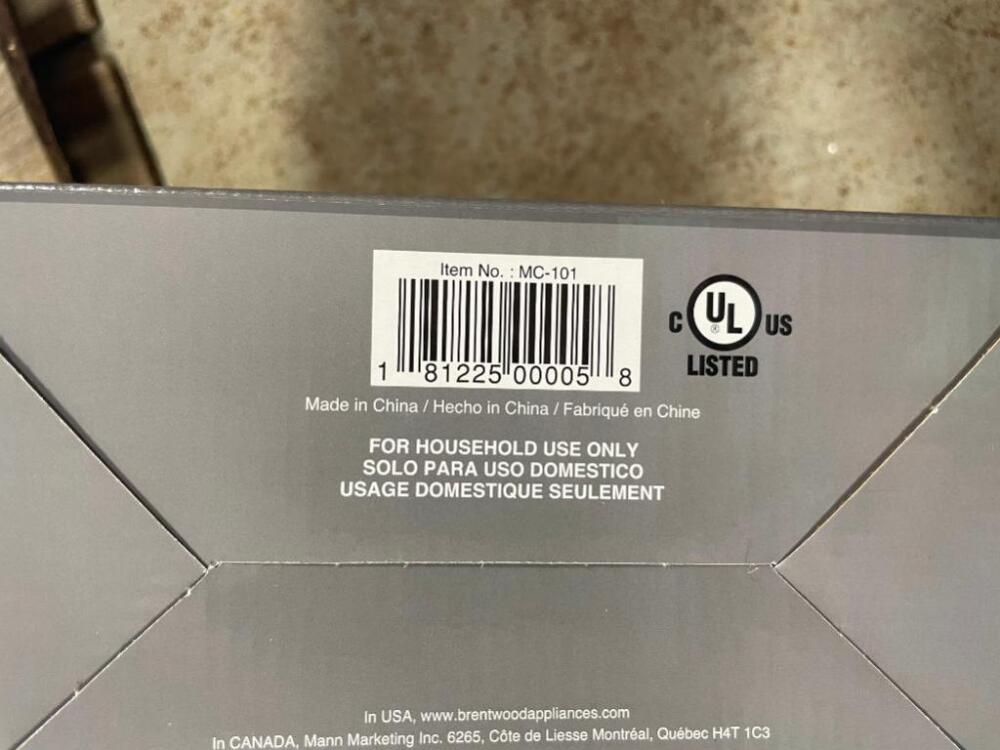 Item No. : MC-101
1 81225 00005 8
C UL® US
LISTED
Made in China / Hecho in China / Fabriqué en Chine
FOR HOUSEHOLD USE ONLY
SOLO PARA USO DOMESTICO
USAGE DOMESTIQUE SEULEMENT
In USA, www.brentwoodappliances.com
In CANADA, Mann Marketing Inc. 6265, Côte de Liesse Montréal, Québec H4T 1C3